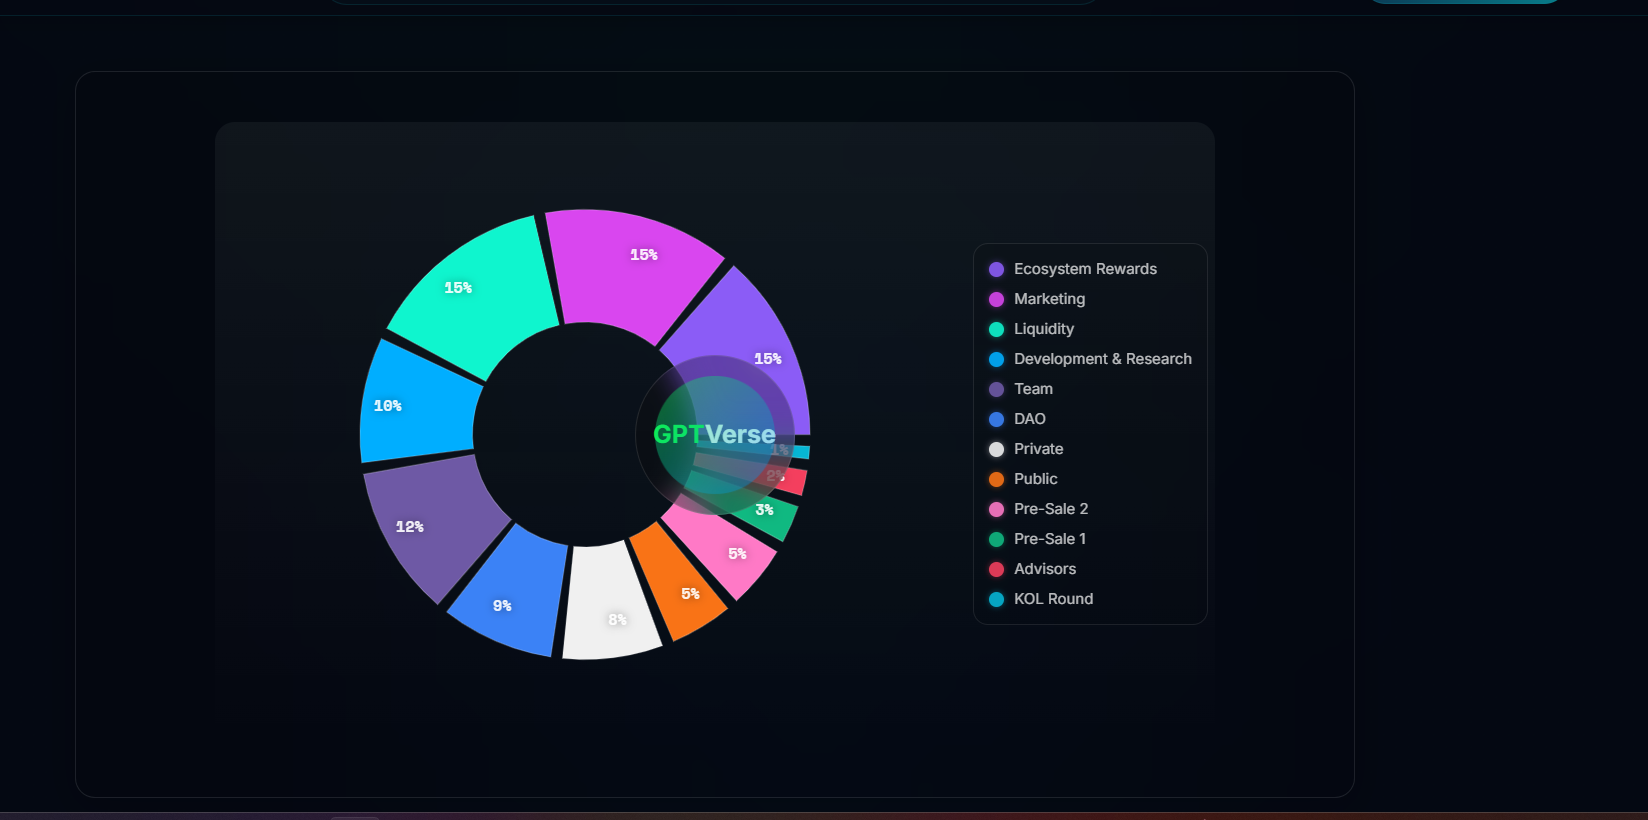 15%
15%
15%
10%
GPTVerse
1%
2%
3%
12%
5%
5%
9%
8%
Ecosystem Rewards
Marketing
Liquidity
Development & Research
Team
DAO
Private
Public
Pre-Sale 2
Pre-Sale 1
Advisors
KOL Round